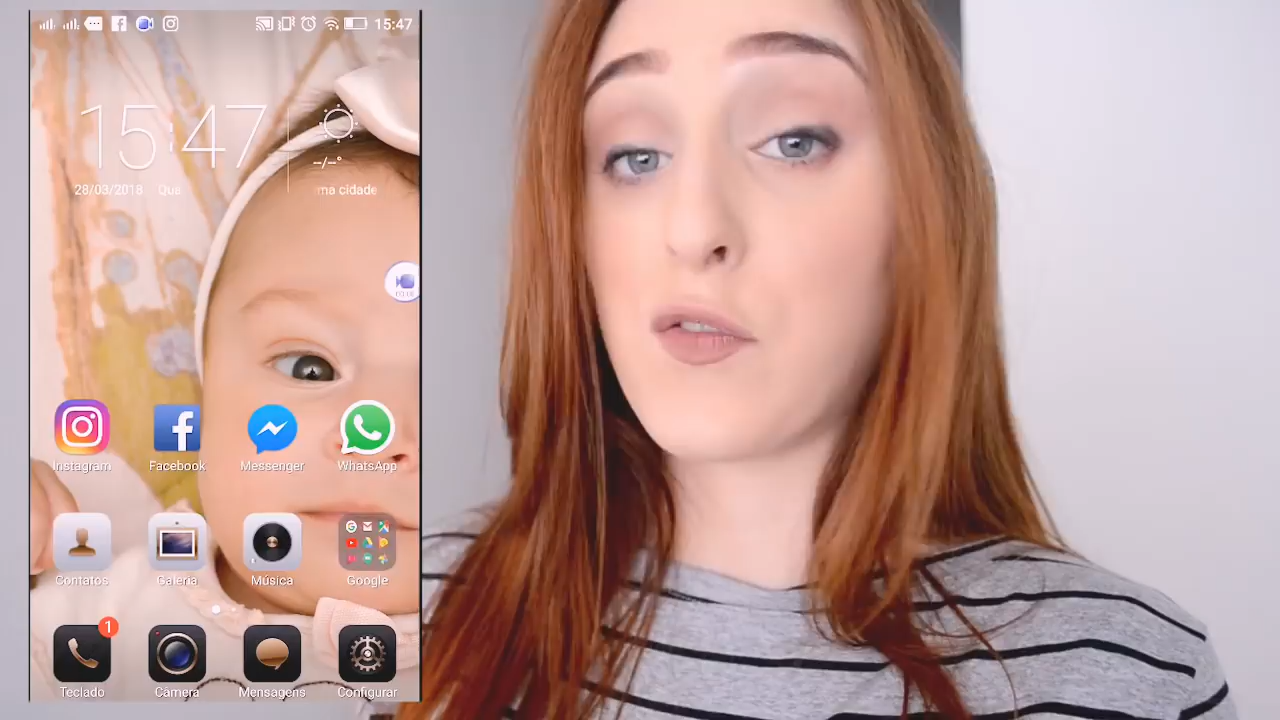 15:47
15:47
28/03/2018 Qua
ma cidade
Instagram Facebook Messenger WhatsApp
Contatos Galeria Música Google
1
Teclado Câmera Mensagens Configurar